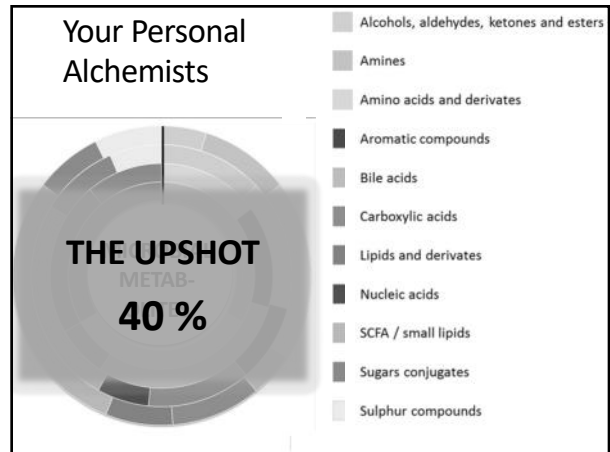 Your Personal
Alchemists
THE UPSHOT
METAB-
40 %
Alcohols, aldehydes, ketones and esters
Amines
Amino acids and derivates
Aromatic compounds
Bile acids
Carboxylic acids
Lipids and derivates
Nucleic acids
SCFA / small lipids
Sugars conjugates
Sulphur compounds